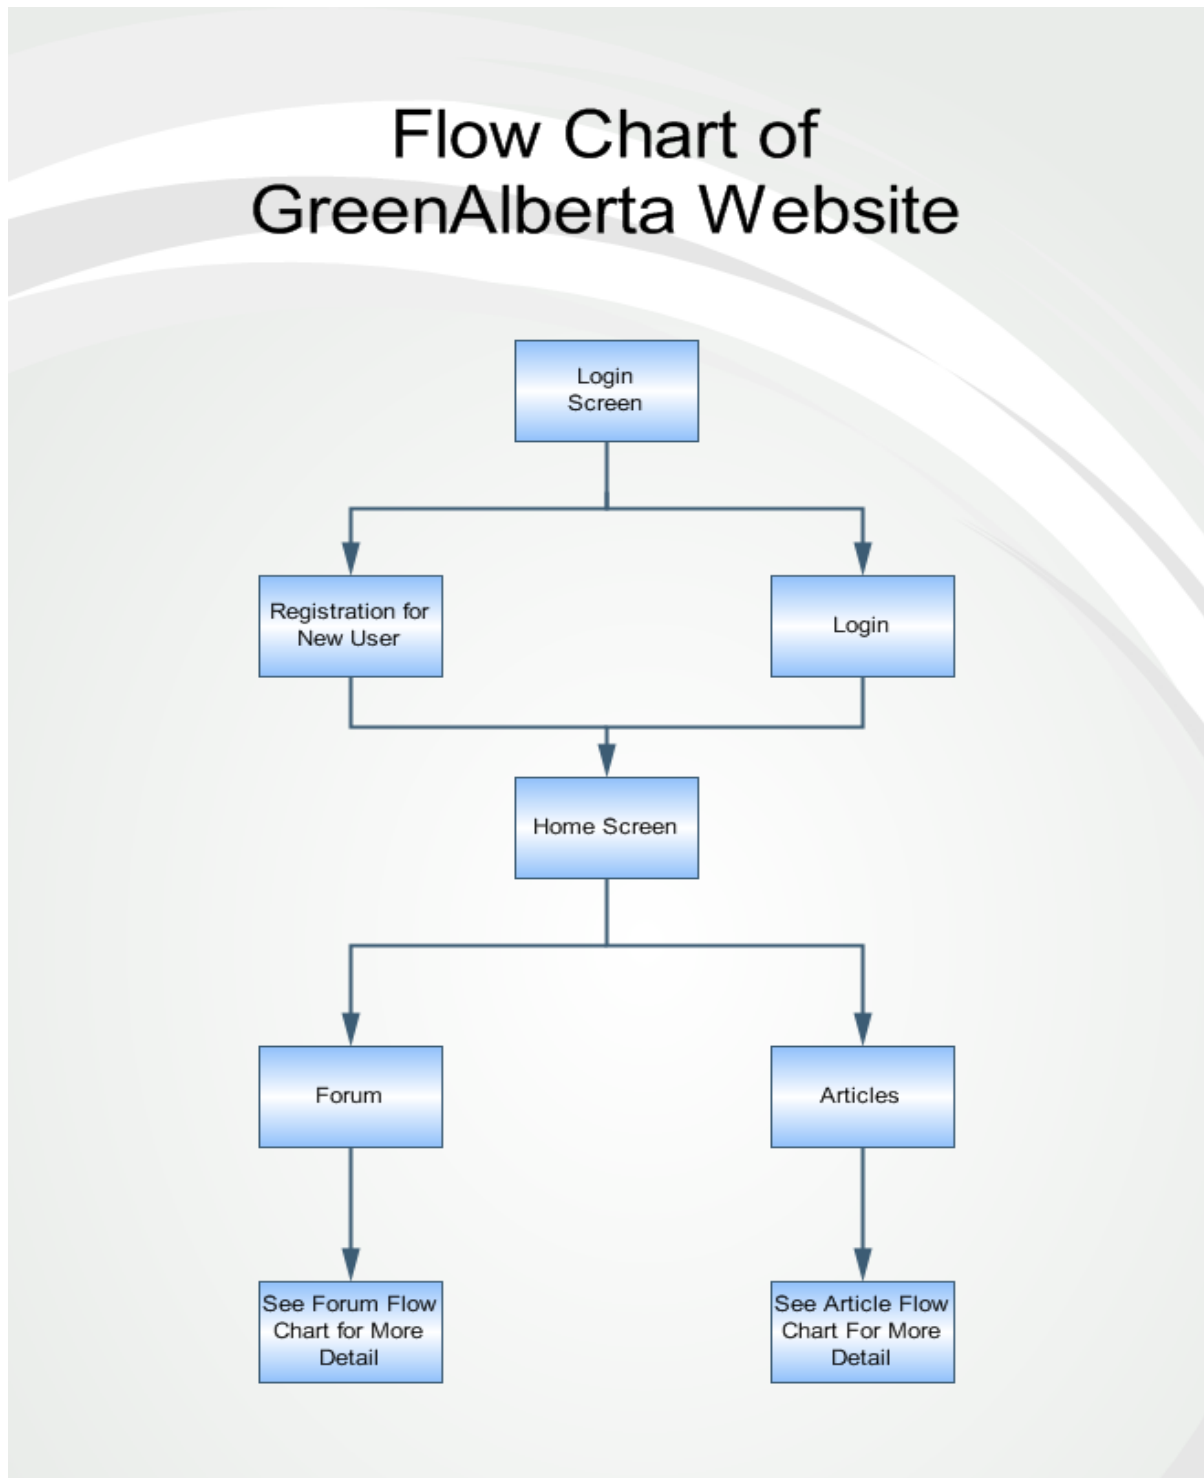 Flow Chart of
GreenAlberta Website
Login
Screen
Registration for
New User
Login
Home Screen
Forum
Articles
See Forum Flow
Chart for More
Detail
See Article Flow
Chart For More
Detail